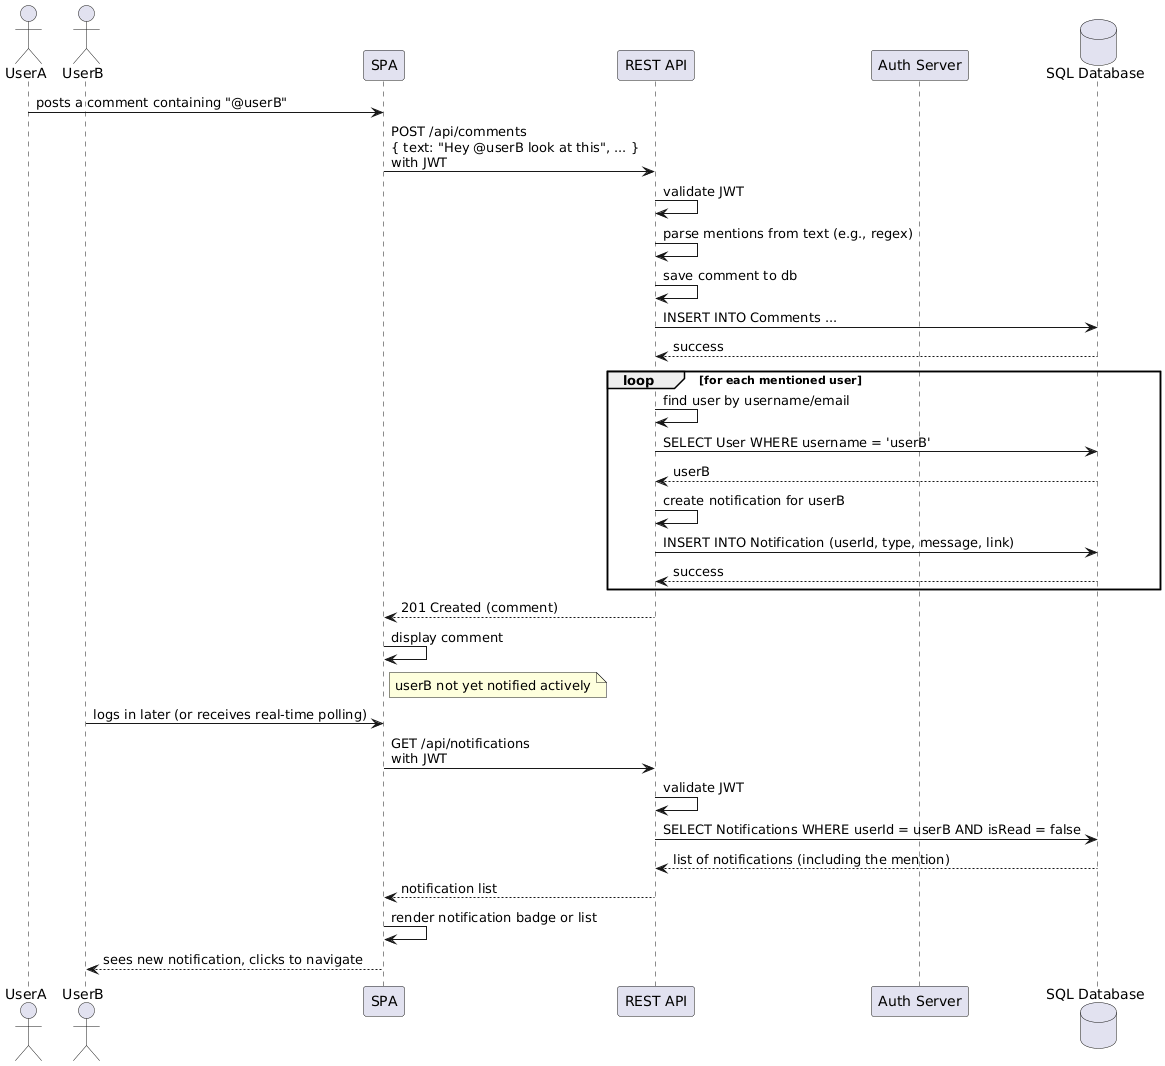 UserA
UserB
SPA
REST API
Auth Server
SQL Database
posts a comment containing "@userB"
POST /api/comments
{ text: "Hey @userB look at this", ... }
with JWT
validate JWT
parse mentions from text (e.g., regex)
save comment to db
INSERT INTO Comments ...
success
loop
[for each mentioned user]
find user by username/email
SELECT User WHERE username = 'userB'
userB
create notification for userB
INSERT INTO Notification (userId, type, message, link)
success
201 Created (comment)
display comment
userB not yet notified actively
logs in later (or receives real-time polling)
GET /api/notifications
with JWT
validate JWT
SELECT Notifications WHERE userId = userB AND isRead = false
list of notifications (including the mention)
notification list
render notification badge or list
sees new notification, clicks to navigate
UserA
UserB
SPA
REST API
Auth Server
SQL Database